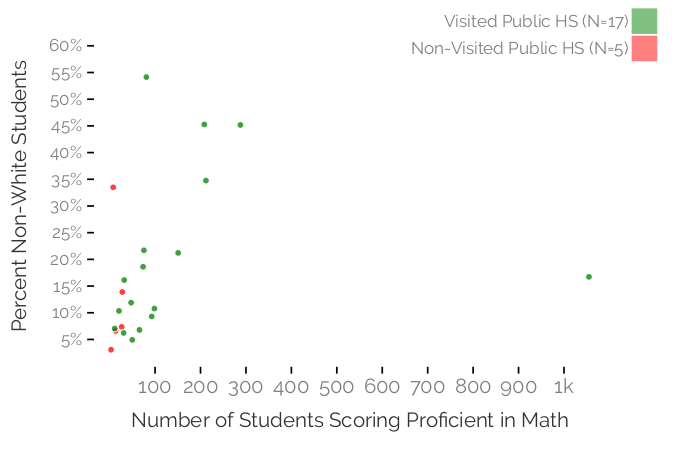 Visited Public HS (N=17)
Non-Visited Public HS (N=5)
Percent Non-White Students
60%
55%
50%
45%
40%
35%
30%
25%
20%
15%
10%
5%
100 200 300 400 500 600 700 800 900 1k
Number of Students Scoring Proficient in Math